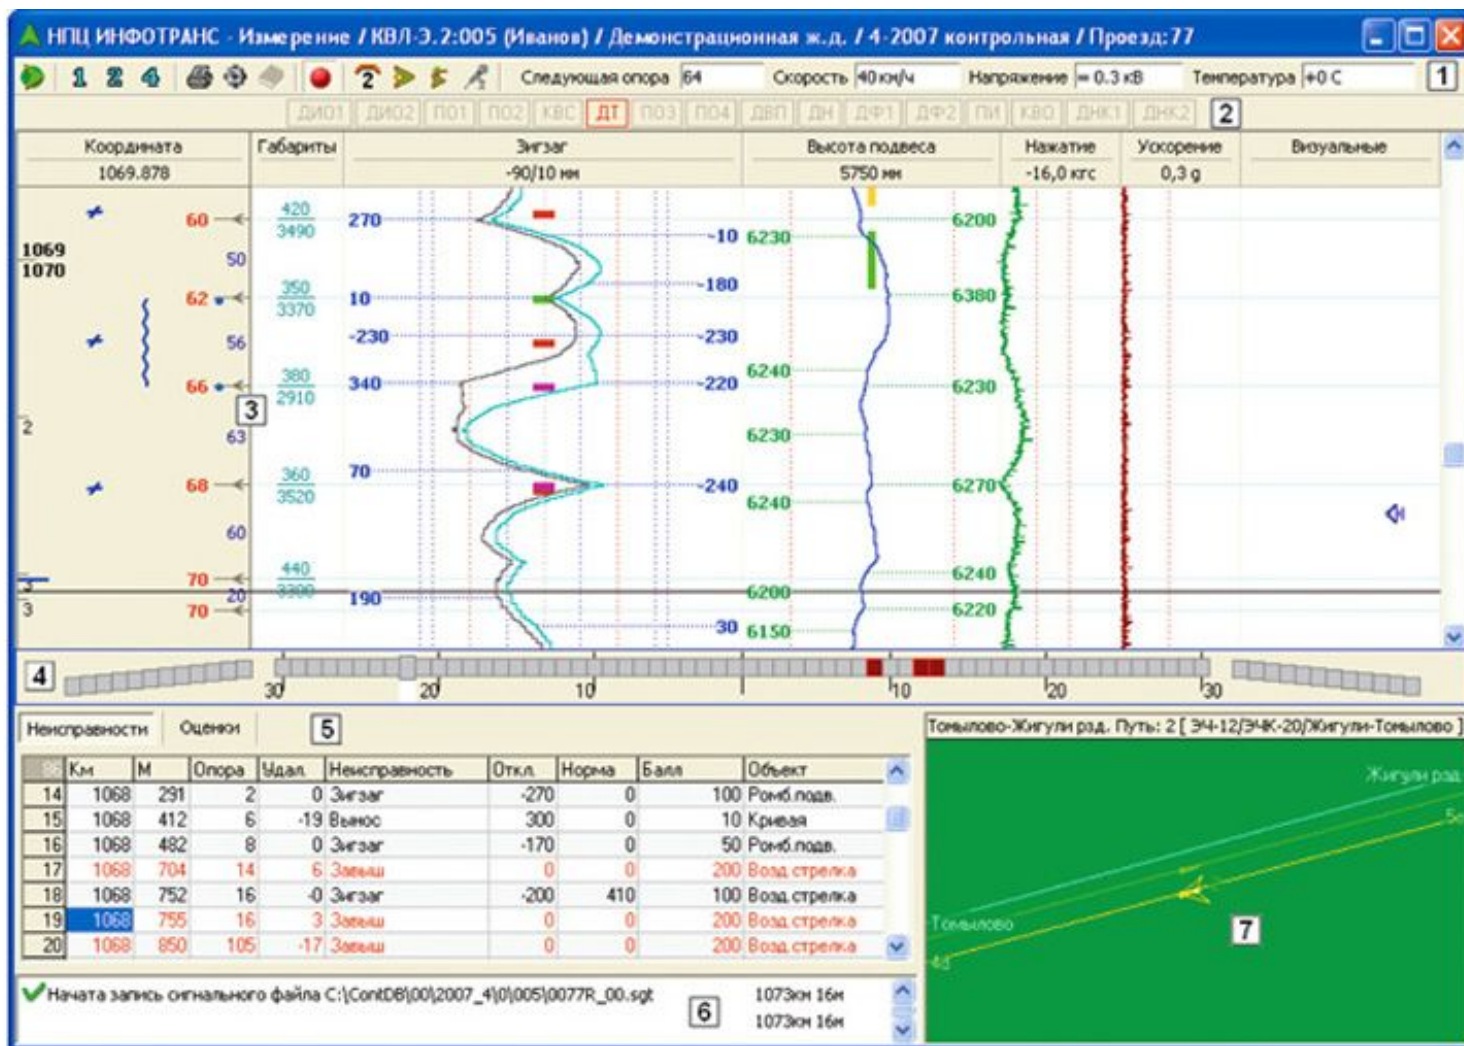 НПЦ ИНФОТРАНС - Измерение / КВЛ-Э.2:005 (Иванов) / Демонстрационная ж.д. / 4-2007 контрольная / Проезд:77
1 2 4 2 Следующая опора 64 Скорость 40 км/ч Напряжение = 0.3 кВ Температура +0 С 1
ДИО1 ДИО2 ПО1 ПО2 КВС ДТ ПО3 ПО4 ДВП ДН ДФ1 ДФ2 ПИ КВО ДНК1 ДНК2 2
Координата Габариты Зигзаг Высота подвеса Нажатие Ускорение Визуальные
1069.878 -90/10 мм 5750 мм -16,0 кгс 0,3 g
60 420 270 6200
3490
-10 6230
1069
1070
50
350 -180
62 3370 10 6380
-230 -230
56
6240
66 380 340 -220 6230
2910
3
2 63 6230
360 70
68 3520 -240 6270
6240
60
440 6240
70
3 20 3300 190 6200
3 70 6220
30 6150
4 30 20 10 10 20 30
Неисправности Оценки 5
Км М Опора Удал. Неисправность Откл. Норма Балл Объект
14 1068 291 2 0 Зигзаг -270 0 100 Ромб.подв.
15 1068 412 6 -19 Вынос 300 0 10 Кривая
16 1068 482 8 0 Зигзаг -170 0 50 Ромб.подв.
17 1068 704 14 6 Завыш 0 0 200 Возд.стрелка
18 1068 752 16 -0 Зигзаг -200 410 100 Возд.стрелка
19 1068 755 16 3 Завыш 0 0 200 Возд.стрелка
20 1068 850 105 -17 Завыш 0 0 200 Возд.стрелка
Начата запись сигнального файла C:\ContDB\00\2007_4\0\005\0077R_00.sgt 1073км 16м
6
1073км 16м
Томылово-Жигули рзд. Путь: 2 [ ЭЧ-12/ЭЧК-20/Жигули-Томылово ]
Жигули рзд
Томылово
7